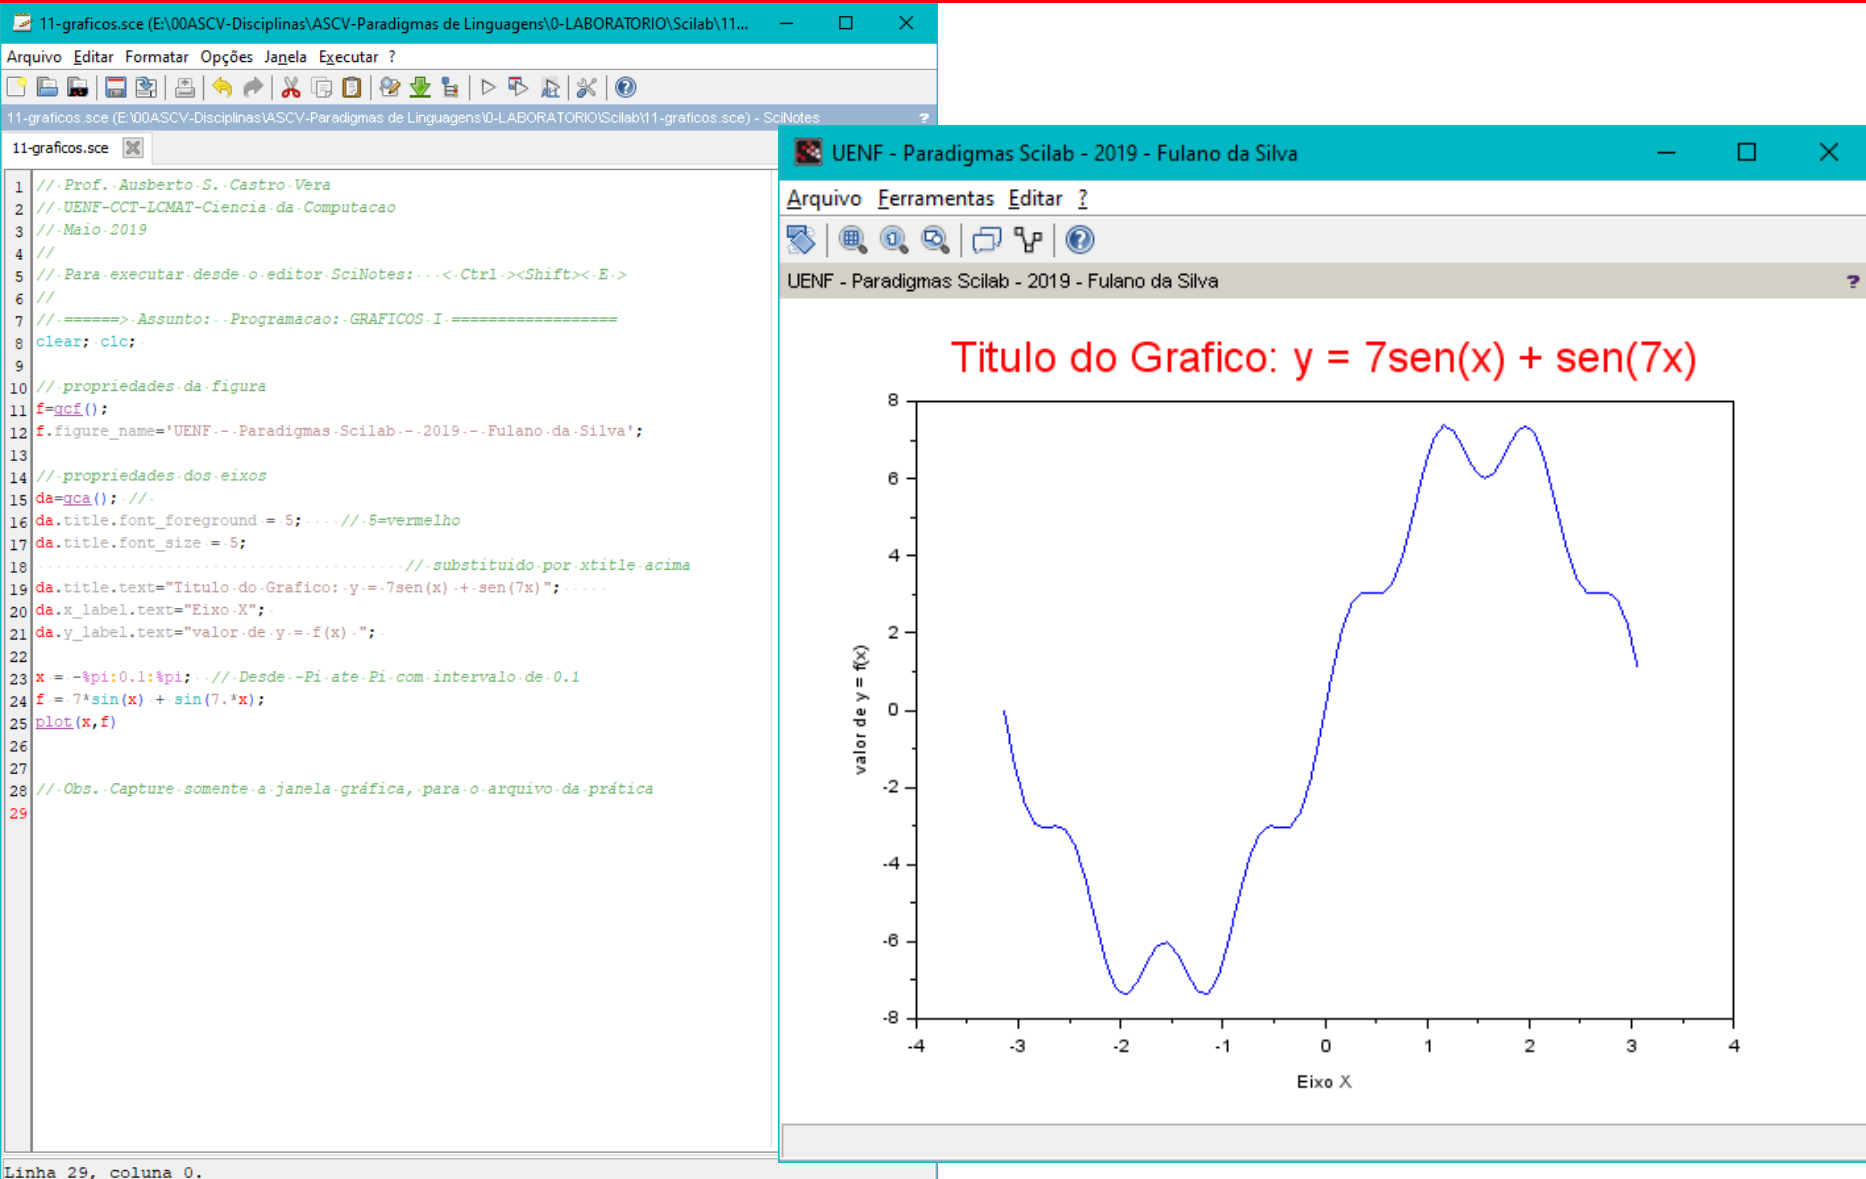 11-graficos.sce (E:\00ASCV-Disciplinas\ASCV-Paradigmas de Linguagens\0-LABORATORIO\Scilab\11...
Arquivo Editar Formatar Opções Janela Executar ?
11-graficos.sce (E:\00ASCV-Disciplinas\ASCV-Paradigmas de Linguagens\0-LABORATORIO\Scilab\11-graficos.sce) - SciNotes ?
11-graficos.sce
1 // Prof. Ausberto S. Castro Vera
2 // UENF-CCT-LCMAT-Ciencia da Computacao
3 // Maio 2019
4 //
5 // Para executar desde o editor SciNotes:   < Ctrl ><Shift>< E >
6 //
7 // ======> Assunto:  Programacao: GRAFICOS I ==================
8 clear; clc;
9
10 // propriedades da figura
11 f=gcf();
12 f.figure_name='UENF - Paradigmas Scilab - 2019 - Fulano da Silva';
13
14 // propriedades dos eixos
15 da=gca(); //
16 da.title.font_foreground = 5;    // 5=vermelho
17 da.title.font_size = 5;
18 // substituido por xtitle acima
19 da.title.text="Titulo do Grafico: y = 7sen(x) + sen(7x)";
20 da.x_label.text="Eixo X";
21 da.y_label.text="valor de y = f(x) ";
22
23 x = -%pi:0.1:%pi;  // Desde -Pi ate Pi com intervalo de 0.1
24 f = 7*sin(x) + sin(7.*x);
25 plot(x,f)
26
27
28 // Obs. Capture somente a janela gráfica, para o arquivo da prática
29
Linha 29, coluna 0.
UENF - Paradigmas Scilab - 2019 - Fulano da Silva
Arquivo Ferramentas Editar ?
UENF - Paradigmas Scilab - 2019 - Fulano da Silva ?
Titulo do Grafico: y = 7sen(x) + sen(7x)
8
6
4
2
0
-2
-4
-6
-8
valor de y = f(x)
-4 -3 -2 -1 0 1 2 3 4
Eixo X